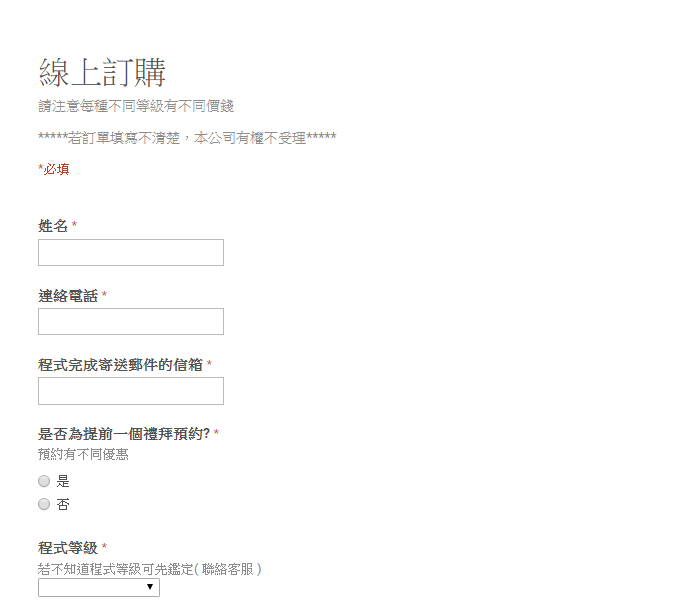 線上訂購
請注意每種不同等級有不同價錢
*****若訂單填寫不清楚，本公司有權不受理*****
*必填
姓名 *
連絡電話 *
程式完成寄送郵件的信箱 *
是否為提前一個禮拜預約? *
預約有不同優惠
是
否
程式等級 *
若不知道程式等級可先鑑定( 聯絡客服 )